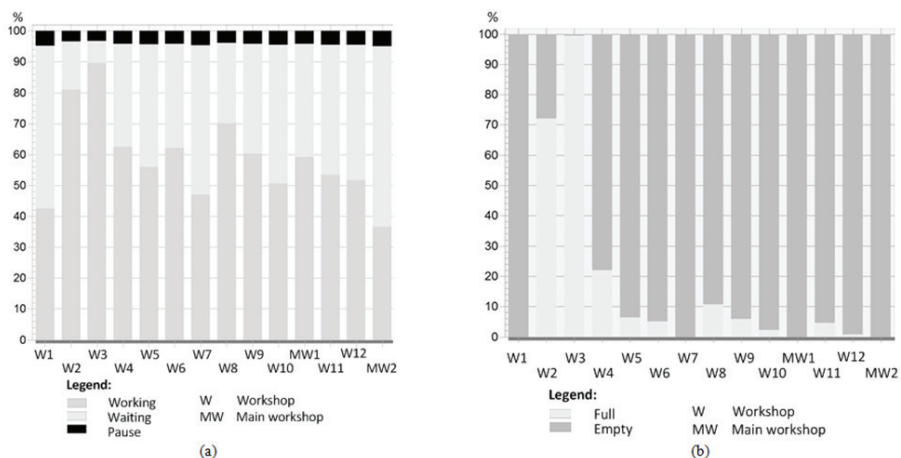 %
100
90
80
70
60
50
40
30
20
10
0
W1 W3 W5 W7 W9 MW1 W12
W2 W4 W6 W8 W10 W11 MW2
Legend:
Working W Workshop
Waiting MW Main workshop
Pause
(a)
%
100
90
80
70
60
50
40
30
20
10
0
W1 W3 W5 W7 W9 MW1 W12
W2 W4 W6 W8 W10 W11 MW2
Legend:
Full W Workshop
Empty MW Main workshop
(b)